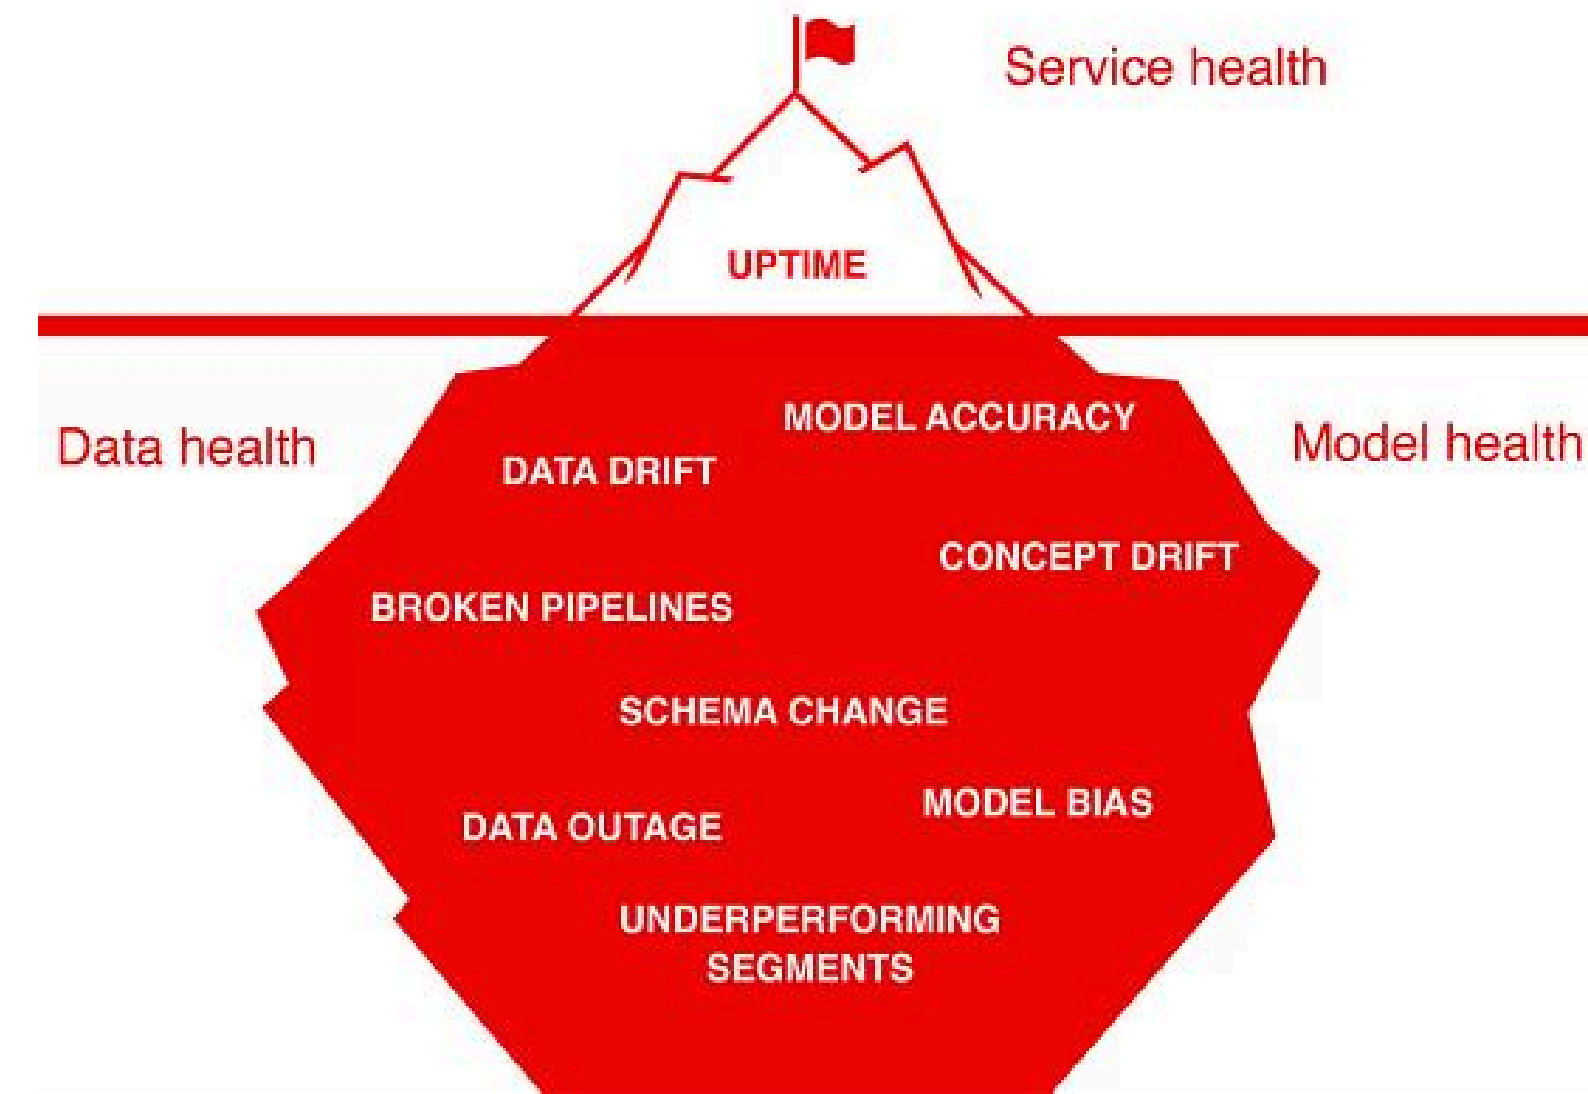 Service health
UPTIME
Data health
Model health
MODEL ACCURACY
DATA DRIFT
CONCEPT DRIFT
BROKEN PIPELINES
SCHEMA CHANGE
MODEL BIAS
DATA OUTAGE
UNDERPERFORMING
SEGMENTS